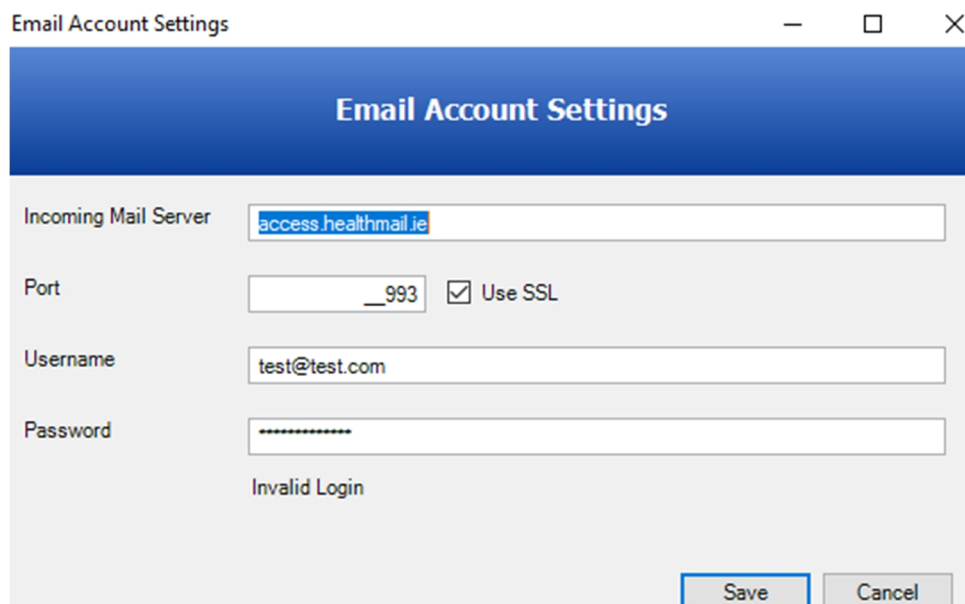 Email Account Settings
Email Account Settings
Incoming Mail Server access.healthmail.ie
Port __993 Use SSL
Username test@test.com
Password *************
Invalid Login
Save Cancel